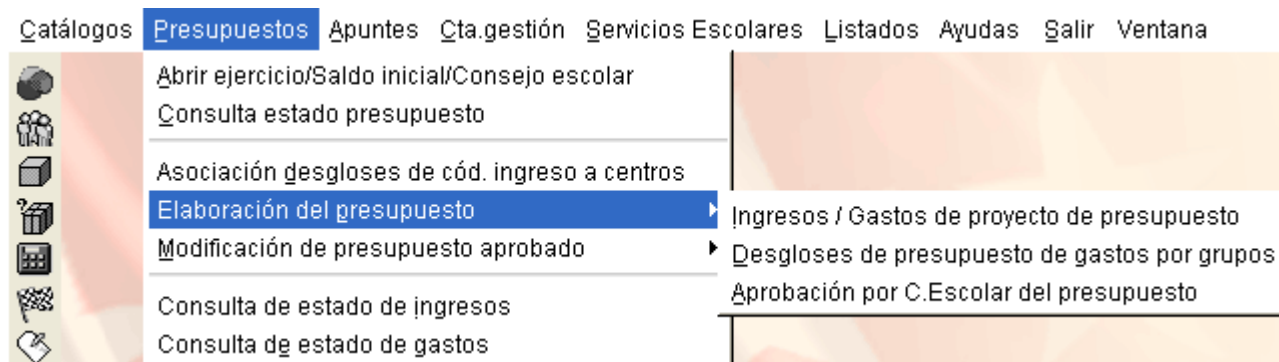 Catálogos Presupuestos Apuntes Cta.gestión Servicios Escolares Listados Ayudas Salir Ventana
Abrir ejercicio/Saldo inicial/Consejo escolar
Consulta estado presupuesto
Asociación desgloses de cód. ingreso a centros
Elaboración del presupuesto
Modificación de presupuesto aprobado
Consulta de estado de ingresos
Consulta de estado de gastos
Ingresos / Gastos de proyecto de presupuesto
Desgloses de presupuesto de gastos por grupos
Aprobación por C.Escolar del presupuesto